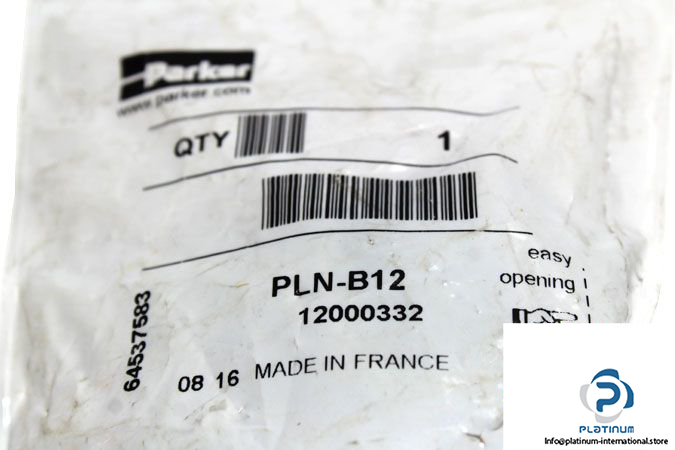 Parker
www.parker.com
QTY 1
easy
opening
PLN-B12
12000332
64537583
08 16 MADE IN FRANCE
PLATINUM
Info@platinum-international.store